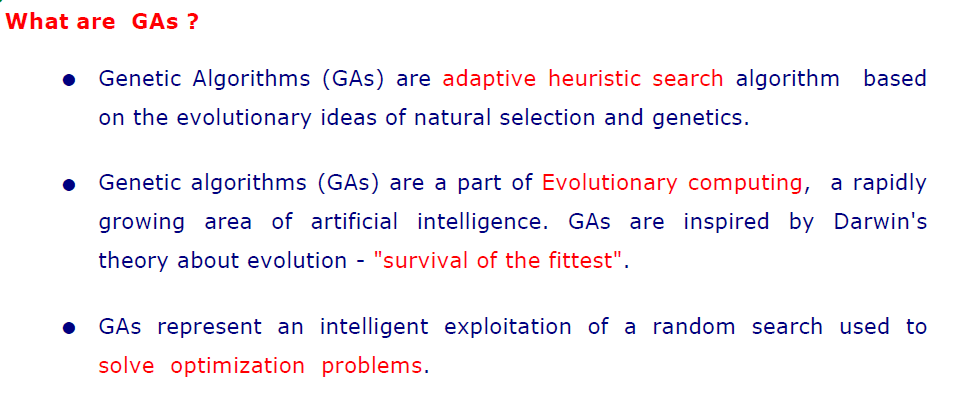 What are GAs ?
● Genetic Algorithms (GAs) are adaptive heuristic search algorithm based
on the evolutionary ideas of natural selection and genetics.
● Genetic algorithms (GAs) are a part of Evolutionary computing, a rapidly
growing area of artificial intelligence. GAs are inspired by Darwin's
theory about evolution - "survival of the fittest".
● GAs represent an intelligent exploitation of a random search used to
solve optimization problems.